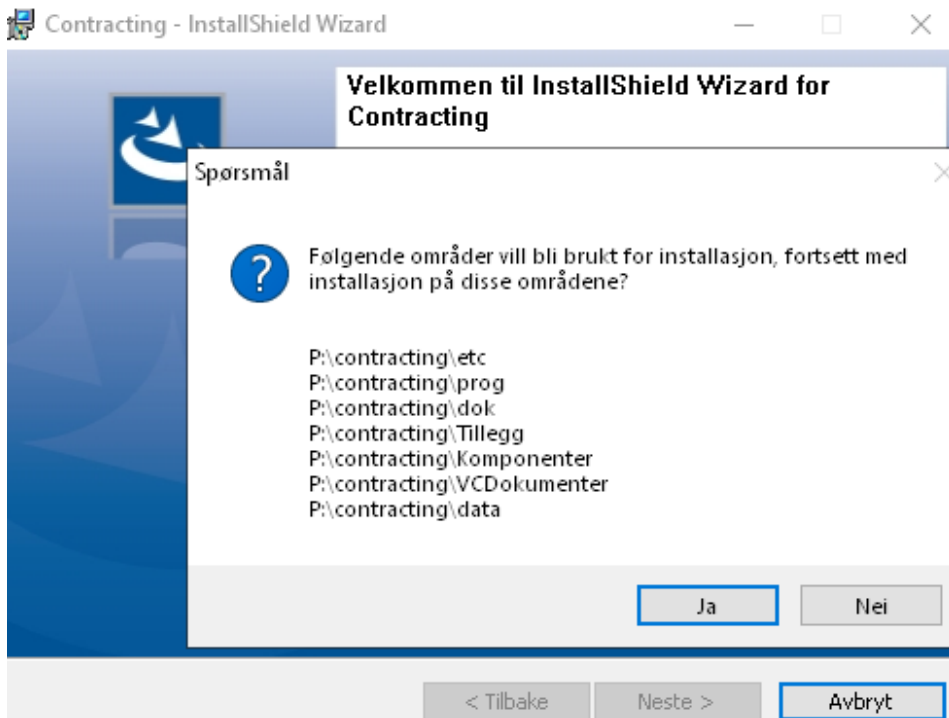 Contracting - InstallShield Wizard
Velkommen til InstallShield Wizard for
Contracting
Spørsmål
Følgende områder vill bli brukt for installasjon, fortsett med
installasjon på disse områdene?
P:\contracting\etc
P:\contracting\prog
P:\contracting\dok
P:\contracting\Tillegg
P:\contracting\Komponenter
P:\contracting\VCDokumenter
P:\contracting\data
Ja
Nei
< Tilbake
Neste >
Avbryt